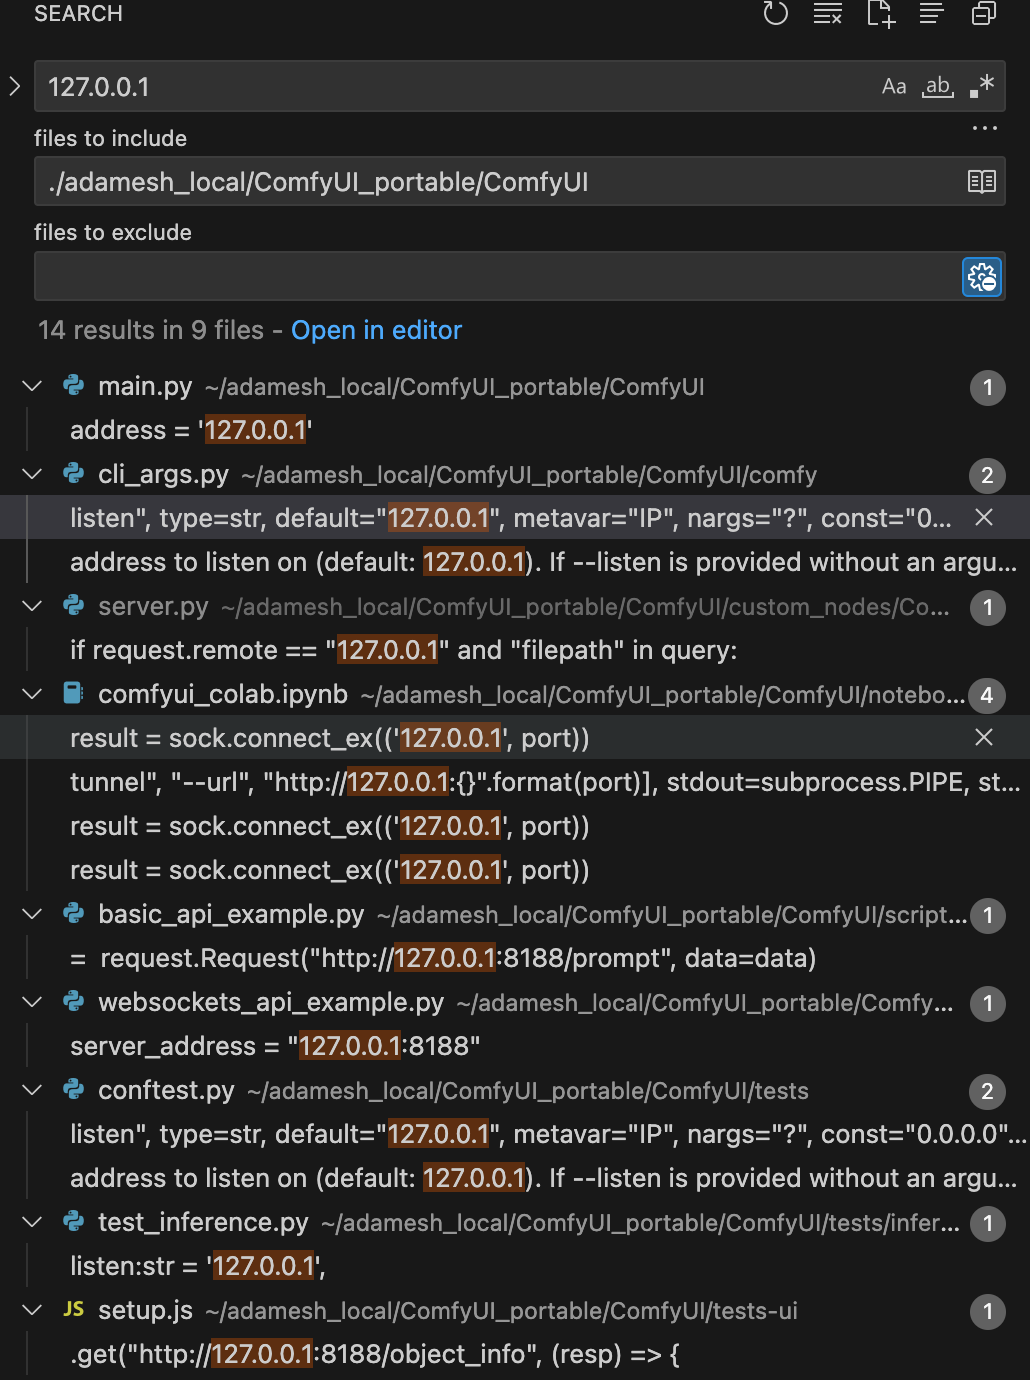 SEARCH
127.0.0.1
Aa ab .*
files to include
...
./adamesh_local/ComfyUI_portable/ComfyUI
files to exclude
14 results in 9 files - Open in editor
main.py ~/adamesh_local/ComfyUI_portable/ComfyUI 1
address = '127.0.0.1'
cli_args.py ~/adamesh_local/ComfyUI_portable/ComfyUI/comfy 2
listen", type=str, default="127.0.0.1", metavar="IP", nargs="?", const="0...
address to listen on (default: 127.0.0.1). If --listen is provided without an argu...
server.py ~/adamesh_local/ComfyUI_portable/ComfyUI/custom_nodes/Co... 1
if request.remote == "127.0.0.1" and "filepath" in query:
comfyui_colab.ipynb ~/adamesh_local/ComfyUI_portable/ComfyUI/notebo... 4
result = sock.connect_ex(('127.0.0.1', port))
tunnel", "--url", "http://127.0.0.1:{}".format(port)], stdout=subprocess.PIPE, st...
result = sock.connect_ex(('127.0.0.1', port))
result = sock.connect_ex(('127.0.0.1', port))
basic_api_example.py ~/adamesh_local/ComfyUI_portable/ComfyUI/script... 1
= request.Request("http://127.0.0.1:8188/prompt", data=data)
websockets_api_example.py ~/adamesh_local/ComfyUI_portable/Comfy... 1
server_address = "127.0.0.1:8188"
conftest.py ~/adamesh_local/ComfyUI_portable/ComfyUI/tests 2
listen", type=str, default="127.0.0.1", metavar="IP", nargs="?", const="0.0.0.0"...
address to listen on (default: 127.0.0.1). If --listen is provided without an argu...
test_inference.py ~/adamesh_local/ComfyUI_portable/ComfyUI/tests/infer... 1
listen:str = '127.0.0.1',
JS setup.js ~/adamesh_local/ComfyUI_portable/ComfyUI/tests-ui 1
.get("http://127.0.0.1:8188/object_info", (resp) => {